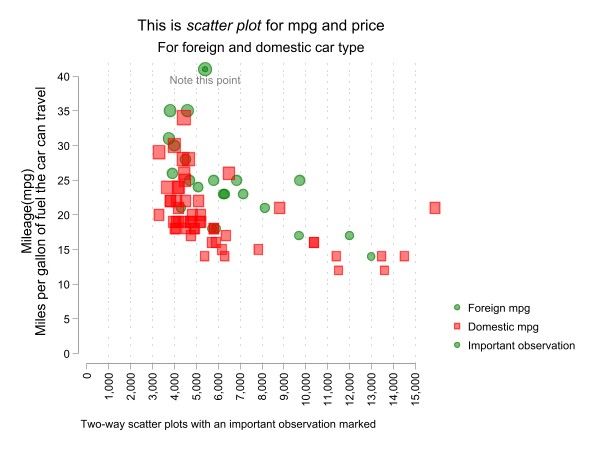 This is scatter plot for mpg and price
For foreign and domestic car type
Note this point
Mileage(mpg)
Miles per gallon of fuel the car can travel
40
35
30
25
20
15
10
5
0
0
1,000
2,000
3,000
4,000
5,000
6,000
7,000
8,000
9,000
10,000
11,000
12,000
13,000
14,000
15,000
Foreign mpg
Domestic mpg
Important observation
Two-way scatter plots with an important observation marked